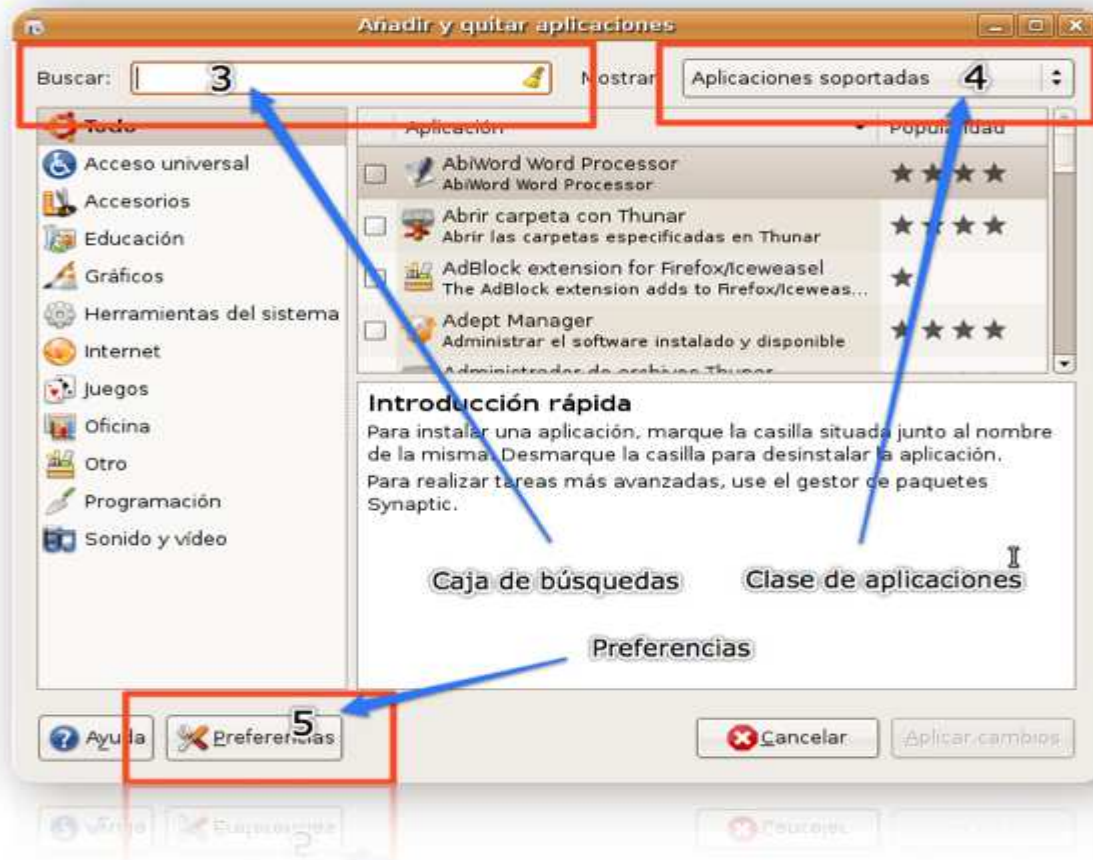 Añadir y quitar aplicaciones
Buscar: 3 Mostrar Aplicaciones soportadas 4
Todo
Acceso universal
Accesorios
Educación
Gráficos
Herramientas del sistema
Internet
Juegos
Oficina
Otro
Programación
Sonido y vídeo
Aplicación Popularidad
AbiWord Word Processor
AbiWord Word Processor
Abrir carpeta con Thunar
Abrir las carpetas especificadas en Thunar
AdBlock extension for Firefox/Iceweasel
The AdBlock extension adds to Firefox/Iceweas...
Adept Manager
Administrar el software instalado y disponible
Administrador de archivos Thunar
Introducción rápida
Para instalar una aplicación, marque la casilla situada junto al nombre
de la misma. Desmarque la casilla para desinstalar la aplicación.
Para realizar tareas más avanzadas, use el gestor de paquetes
Synaptic.
Caja de búsquedas Clase de aplicaciones
Preferencias
5
Ayuda Preferencias Cancelar Aplicar cambios